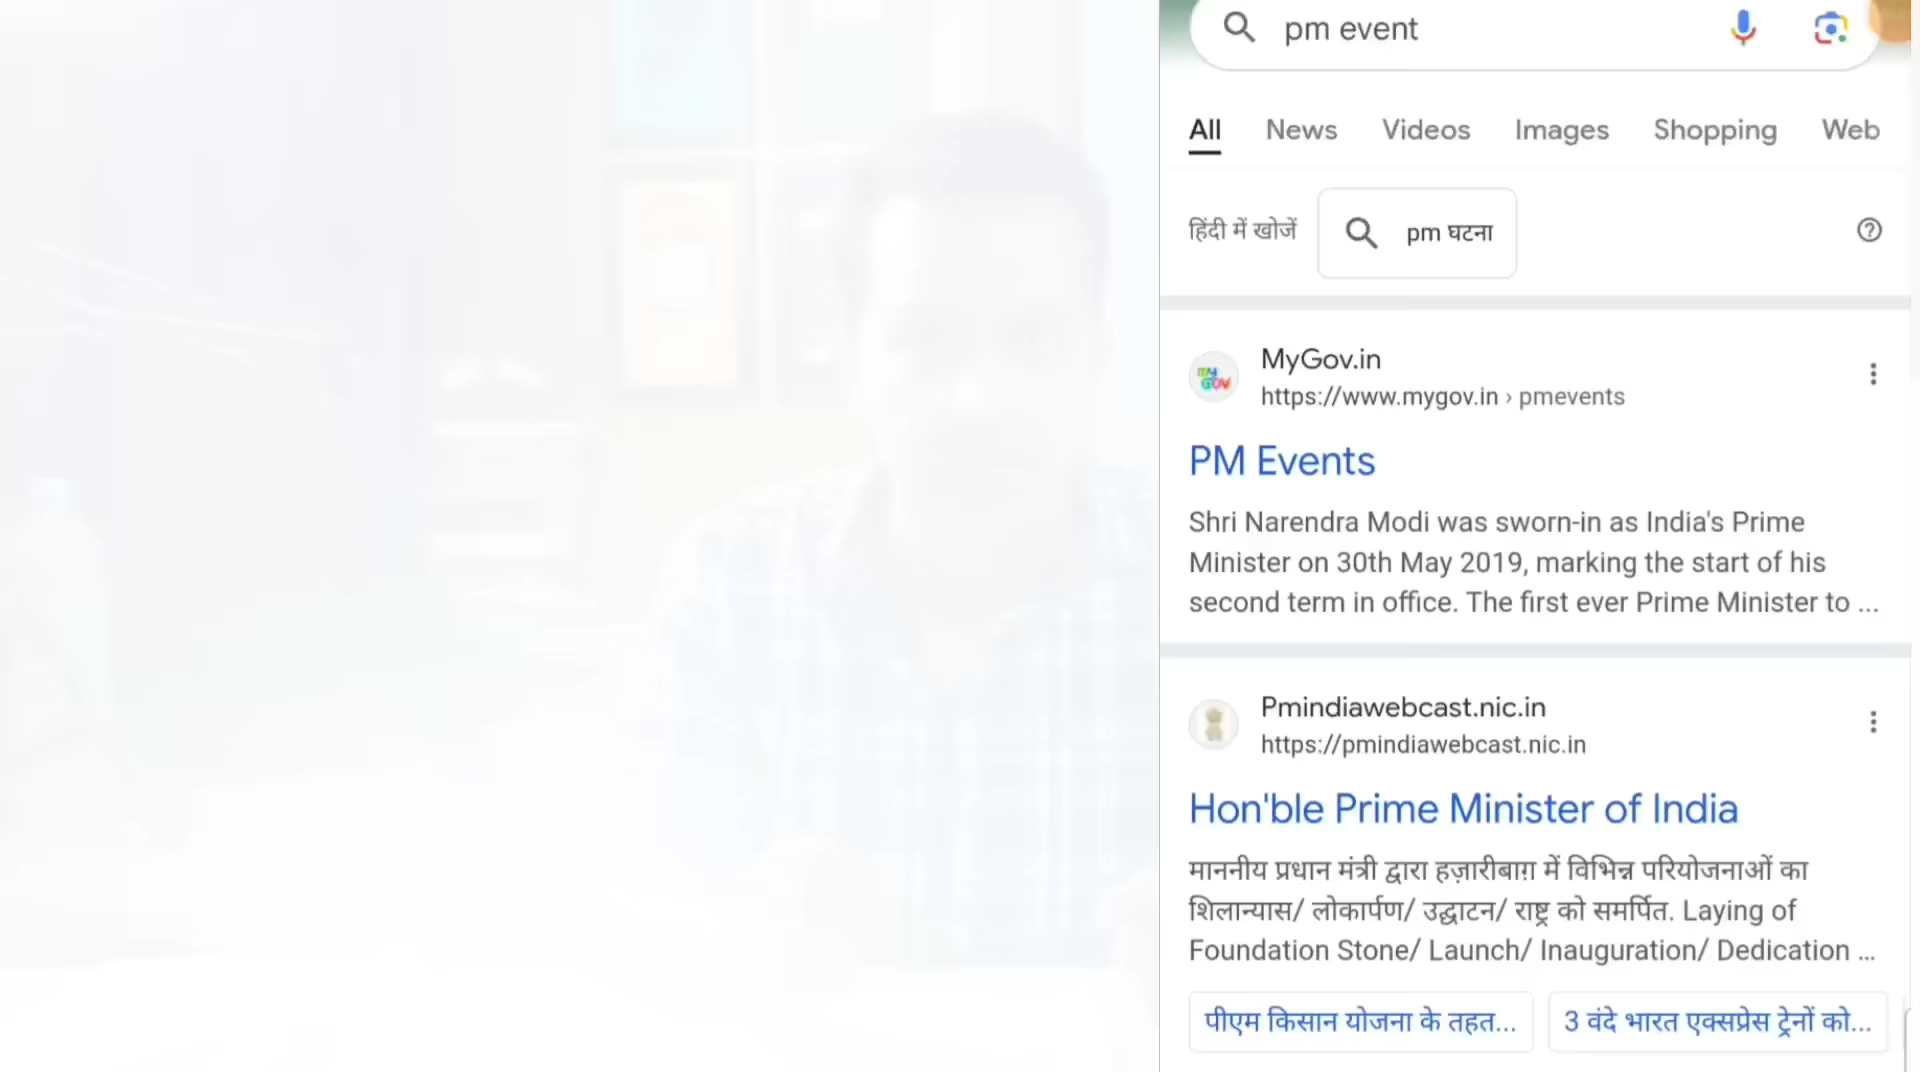 pm event
All News Videos Images Shopping Web
हिंदी में खोजें pm घटना
MyGov.in
https://www.mygov.in › pmevents
PM Events
Shri Narendra Modi was sworn-in as India's Prime
Minister on 30th May 2019, marking the start of his
second term in office. The first ever Prime Minister to ...
Pmindiawebcast.nic.in
https://pmindiawebcast.nic.in
Hon'ble Prime Minister of India
माननीय प्रधान मंत्री द्वारा हज़ारीबाग़ में विभिन्न परियोजनाओं का
शिलान्यास/ लोकार्पण/ उद्घाटन/ राष्ट्र को समर्पित. Laying of
Foundation Stone/ Launch/ Inauguration/ Dedication ...
पीएम किसान योजना के तहत... 3 वंदे भारत एक्सप्रेस ट्रेनों को...